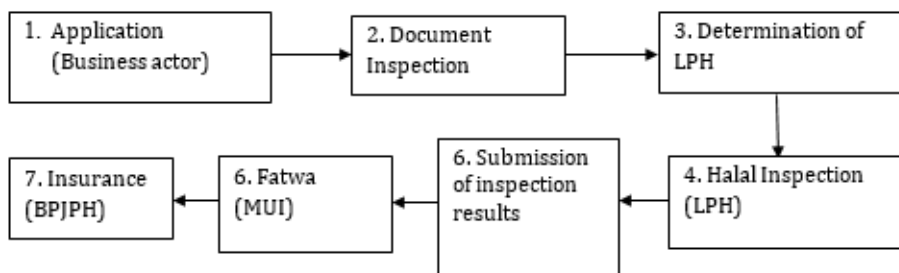 1. Application
(Business actor)
2. Document
Inspection
3. Determination of
LPH
4. Halal Inspection
(LPH)
6. Submission
of inspection
results
6. Fatwa
(MUI)
7. Insurance
(BPJPH)